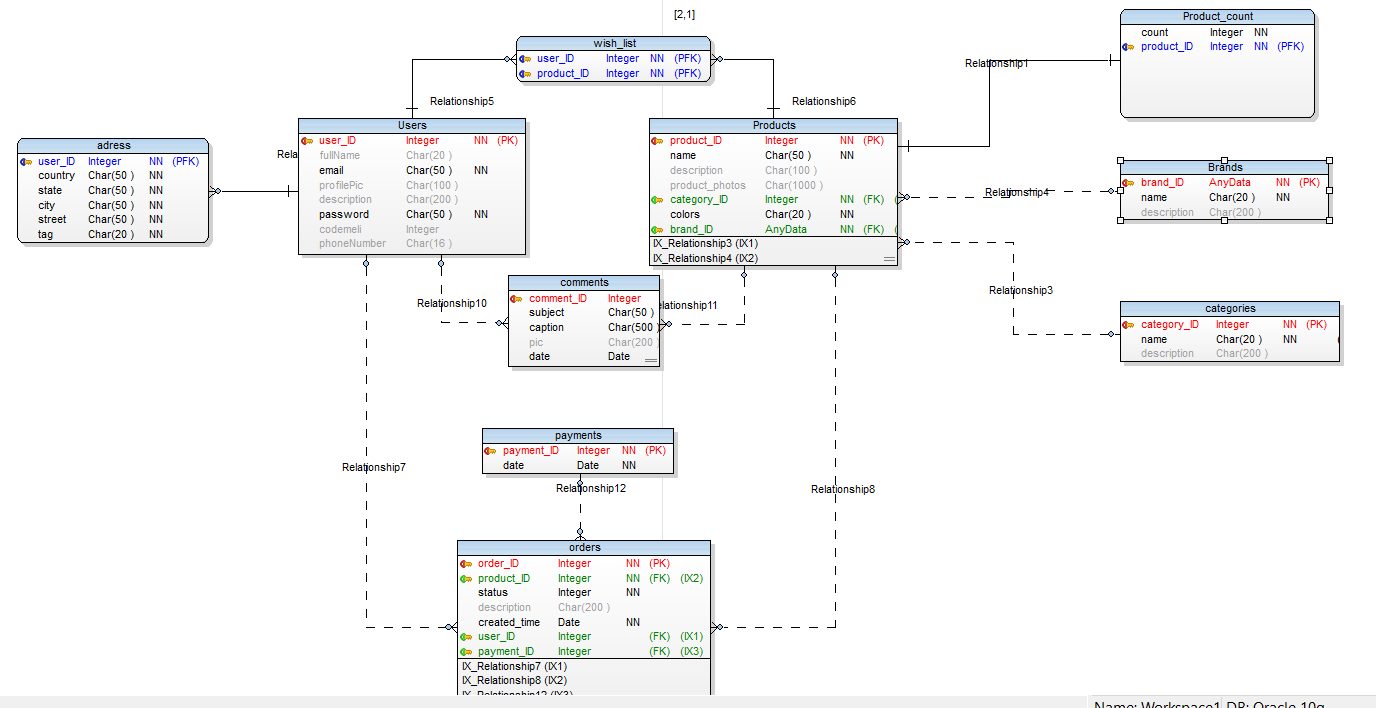 [2,1]
Product_count
count Integer NN
product_ID Integer NN (PFK)
wish_list
user_ID Integer NN (PFK)
product_ID Integer NN (PFK)
Relationship1
Relationship5
Relationship6
Users
user_ID Integer NN (PK)
fullName Char(20 )
email Char(50 ) NN
profilePic Char(100 )
description Char(200 )
password Char(50 ) NN
codemeli Integer
phoneNumber Char(16 )
Products
product_ID Integer NN (PK)
name Char(50 ) NN
description Char(100 )
product_photos Char(1000 )
category_ID Integer NN (FK) (
colors Char(20 ) NN
brand_ID AnyData NN (FK) (
IX_Relationship3 (IX1)
IX_Relationship4 (IX2)
adress
user_ID Integer NN (PFK)
country Char(50 ) NN
state Char(50 ) NN
city Char(50 ) NN
street Char(50 ) NN
tag Char(20 ) NN
Rela
Brands
brand_ID AnyData NN (PK)
name Char(20 ) NN
description Char(200 )
Relationship4
Relationship3
categories
category_ID Integer NN (PK)
name Char(20 ) NN
description Char(200 )
comments
comment_ID Integer
subject Char(50 )
caption Char(500
pic Char(200
date Date
Relationship10
elationship11
payments
payment_ID Integer NN (PK)
date Date NN
Relationship7
Relationship12
Relationship8
orders
order_ID Integer NN (PK)
product_ID Integer NN (FK) (IX2)
status Integer NN
description Char(200 )
created_time Date NN
user_ID Integer (FK) (IX1)
payment_ID Integer (FK) (IX3)
IX_Relationship7 (IX1)
IX_Relationship8 (IX2)
IX_Relationship12 (IX3)
Name: Workspace1 DB: Oracle 10g